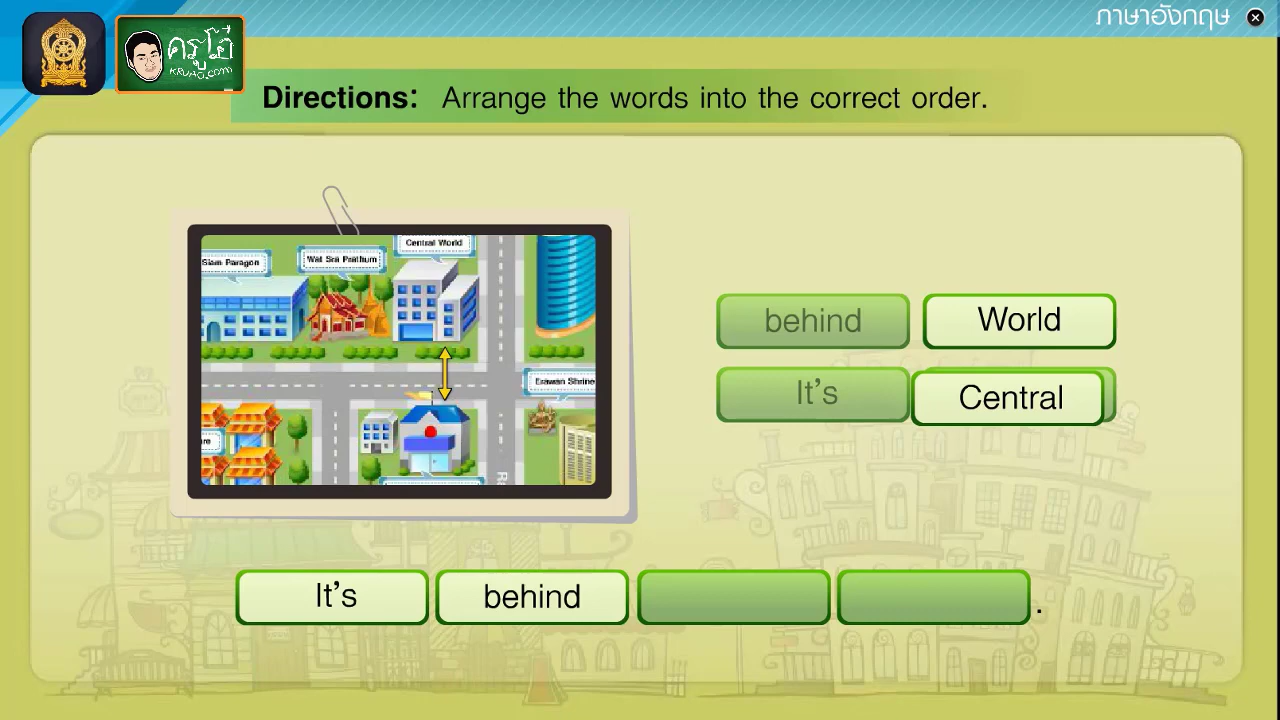 ภาษาอังกฤษ
ครูโอ๋
KRUAO.COM
Directions: Arrange the words into the correct order.
Central World
Siam Paragon
Wat Sra Prathum
Erawan Shrine
behind
World
It's
Central
It's
behind
.